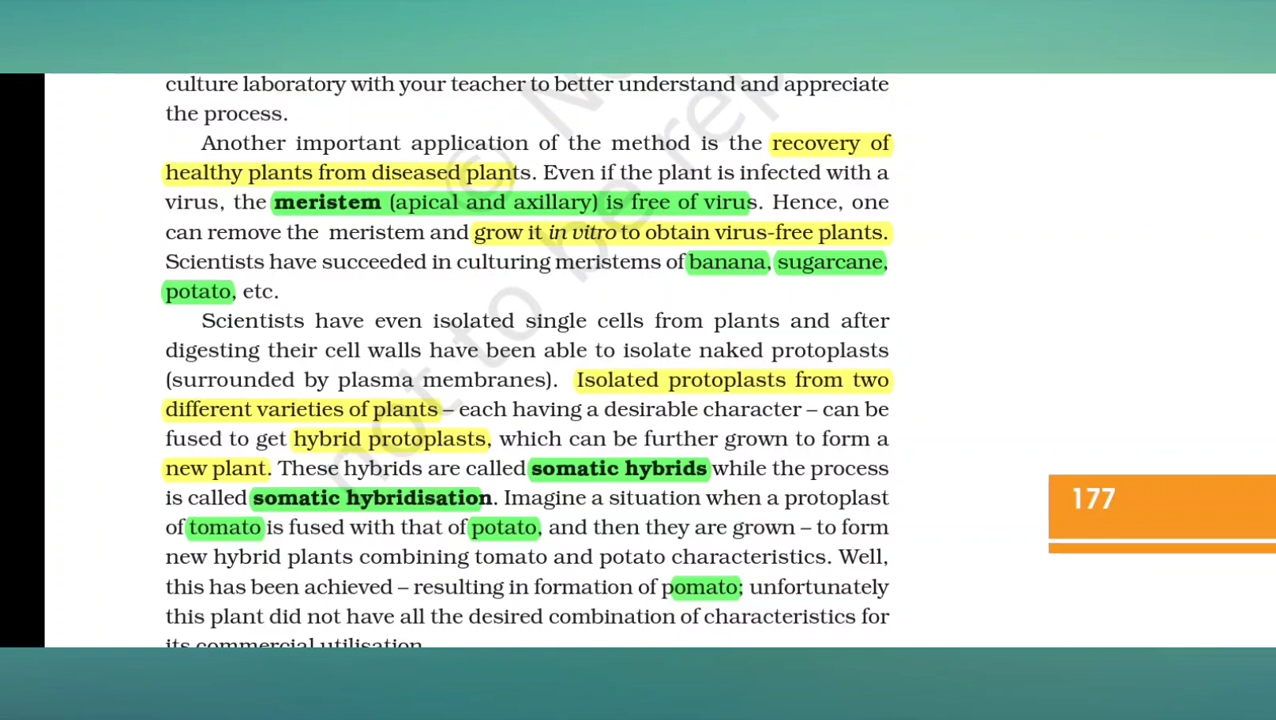 culture laboratory with your teacher to better understand and appreciate
the process.
Another important application of the method is the recovery of
healthy plants from diseased plants. Even if the plant is infected with a
virus, the meristem (apical and axillary) is free of virus. Hence, one
can remove the meristem and grow it in vitro to obtain virus-free plants.
Scientists have succeeded in culturing meristems of banana, sugarcane,
potato, etc.
Scientists have even isolated single cells from plants and after
digesting their cell walls have been able to isolate naked protoplasts
(surrounded by plasma membranes). Isolated protoplasts from two
different varieties of plants – each having a desirable character – can be
fused to get hybrid protoplasts, which can be further grown to form a
new plant. These hybrids are called somatic hybrids while the process
is called somatic hybridisation. Imagine a situation when a protoplast
of tomato is fused with that of potato, and then they are grown – to form
new hybrid plants combining tomato and potato characteristics. Well,
this has been achieved – resulting in formation of pomato; unfortunately
this plant did not have all the desired combination of characteristics for
its commercial utilisation.
177
© N
not to be rep